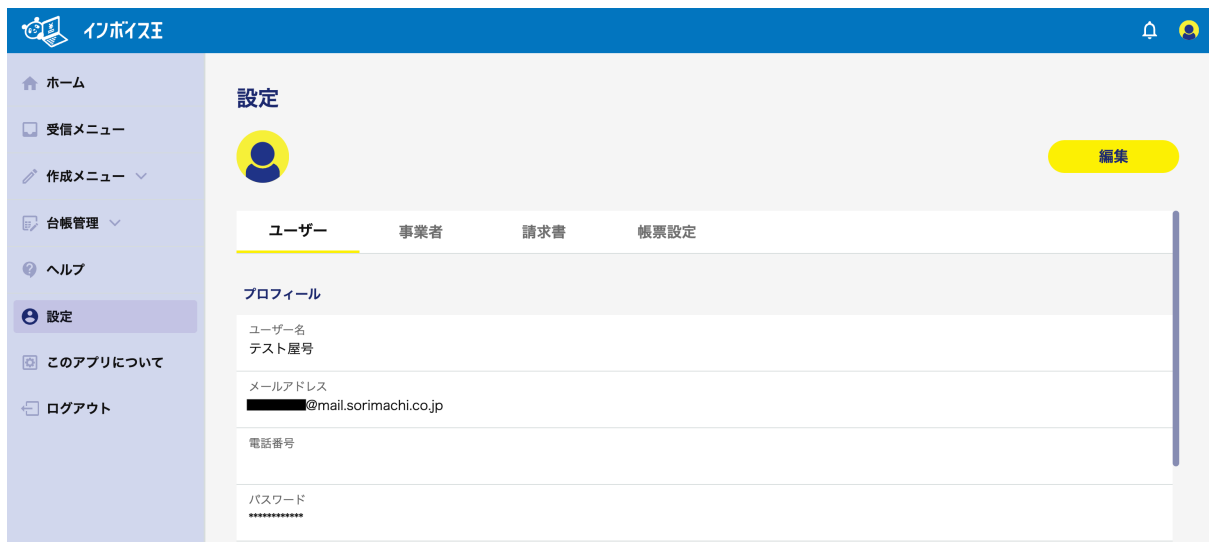 インボイス王
ホーム
受信メニュー
作成メニュー
台帳管理
ヘルプ
設定
このアプリについて
ログアウト
設定
編集
ユーザー 事業者 請求書 帳票設定
プロフィール
ユーザー名
テスト屋号
メールアドレス
@mail.sorimachi.co.jp
電話番号
パスワード
************